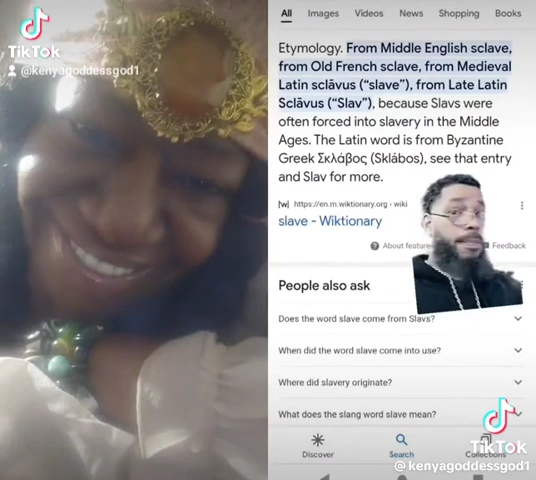 TikTok
@kenyagoddessgod1
All Images Videos News Shopping Books
Etymology. From Middle English sclave,
from Old French sclave, from Medieval
Latin sclāvus (“slave”), from Late Latin
Sclāvus (“Slav”), because Slavs were
often forced into slavery in the Middle
Ages. The Latin word is from Byzantine
Greek Σκλάβος (Sklábos), see that entry
and Slav for more.
[w] https://en.m.wiktionary.org › wiki
slave - Wiktionary
About Feedback
People also ask
Does the word slave come from Slavs?
When did the word slave come into use?
Where did slavery originate?
What does the slang word slave mean?
Discover Search Collections
TikTok
@kenyagoddessgod1